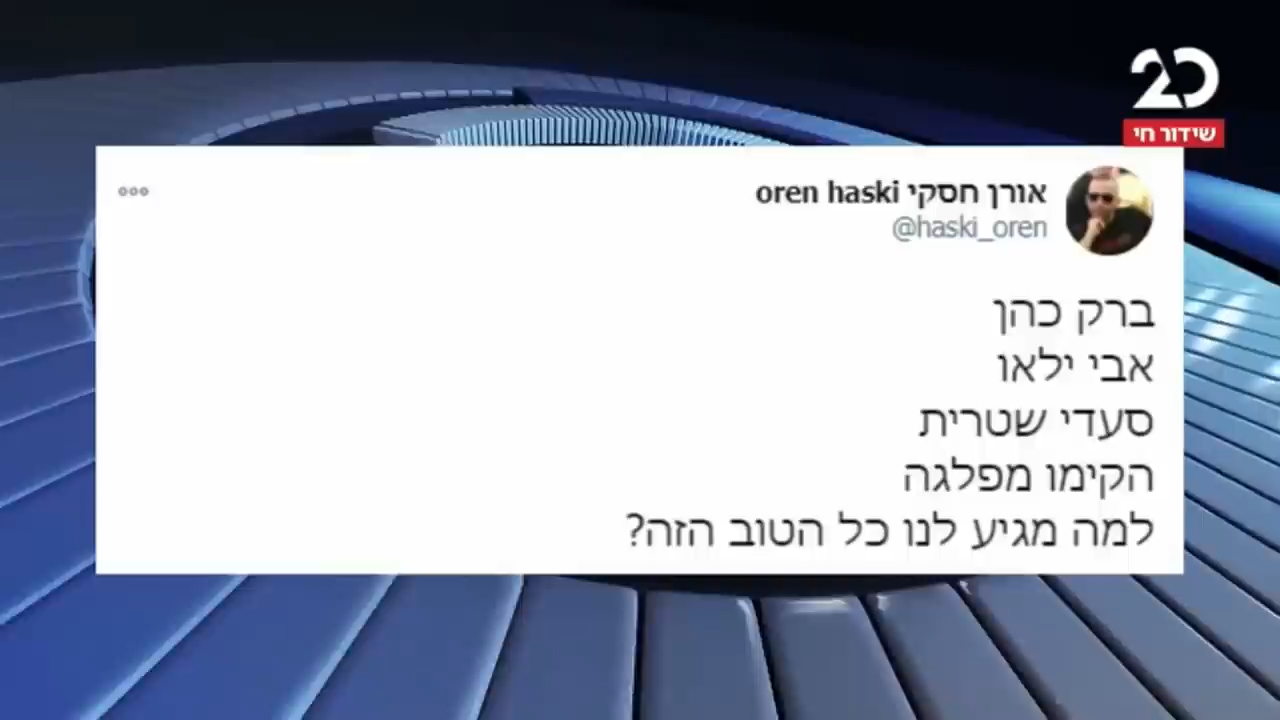 20
שידור חי
אורן חסקי oren haski
@haski_oren
ברק כהן
אבי ילאו
סעדי שטרית
הקימו מפלגה
למה מגיע לנו כל הטוב הזה?